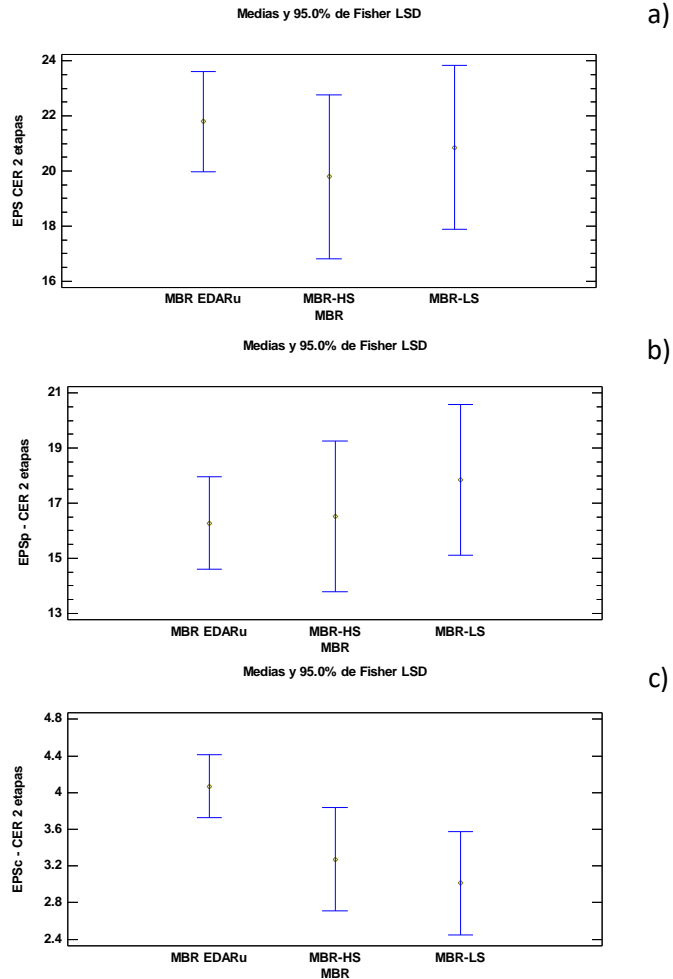 Medias y 95.0% de Fisher LSD
a)
EPS CER 2 etapas
24
22
20
18
16
MBR EDARu MBR-HS MBR-LS
MBR
Medias y 95.0% de Fisher LSD
b)
EPSp - CER 2 etapas
21
19
17
15
13
MBR EDARu MBR-HS MBR-LS
MBR
Medias y 95.0% de Fisher LSD
c)
EPSc - CER 2 etapas
4.8
4.4
4
3.6
3.2
2.8
2.4
MBR EDARu MBR-HS MBR-LS
MBR